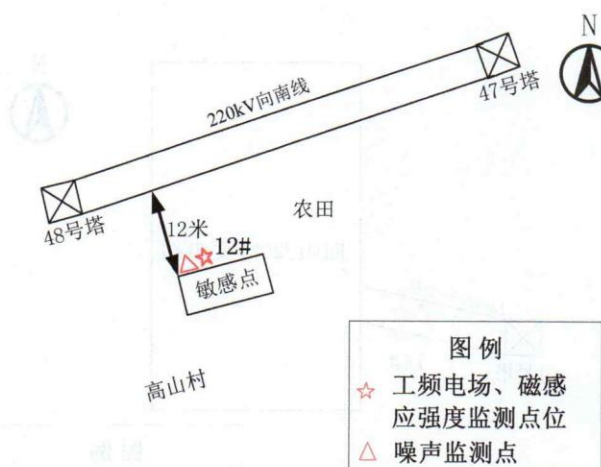 N
220kV向南线
47号塔
48号塔
农田
12米
12#
敏感点
高山村
图例
工频电场、磁感
应强度监测点位
噪声监测点